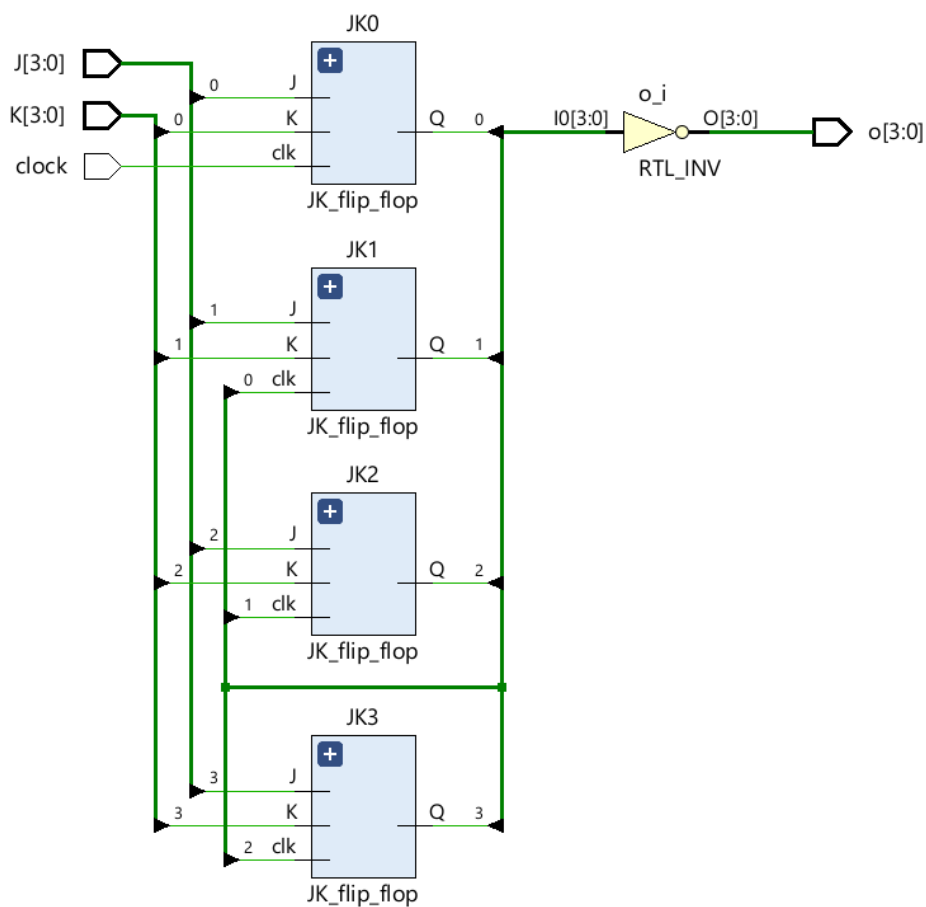 JK0
J[3:0]
0 J
K[3:0]
0 K
Q 0
clock
clk
JK_flip_flop
o_i
I0[3:0]
O[3:0]
o[3:0]
RTL_INV
JK1
1 J
1 K
Q 1
0 clk
JK_flip_flop
JK2
2 J
2 K
Q 2
1 clk
JK_flip_flop
JK3
3 J
3 K
Q 3
2 clk
JK_flip_flop